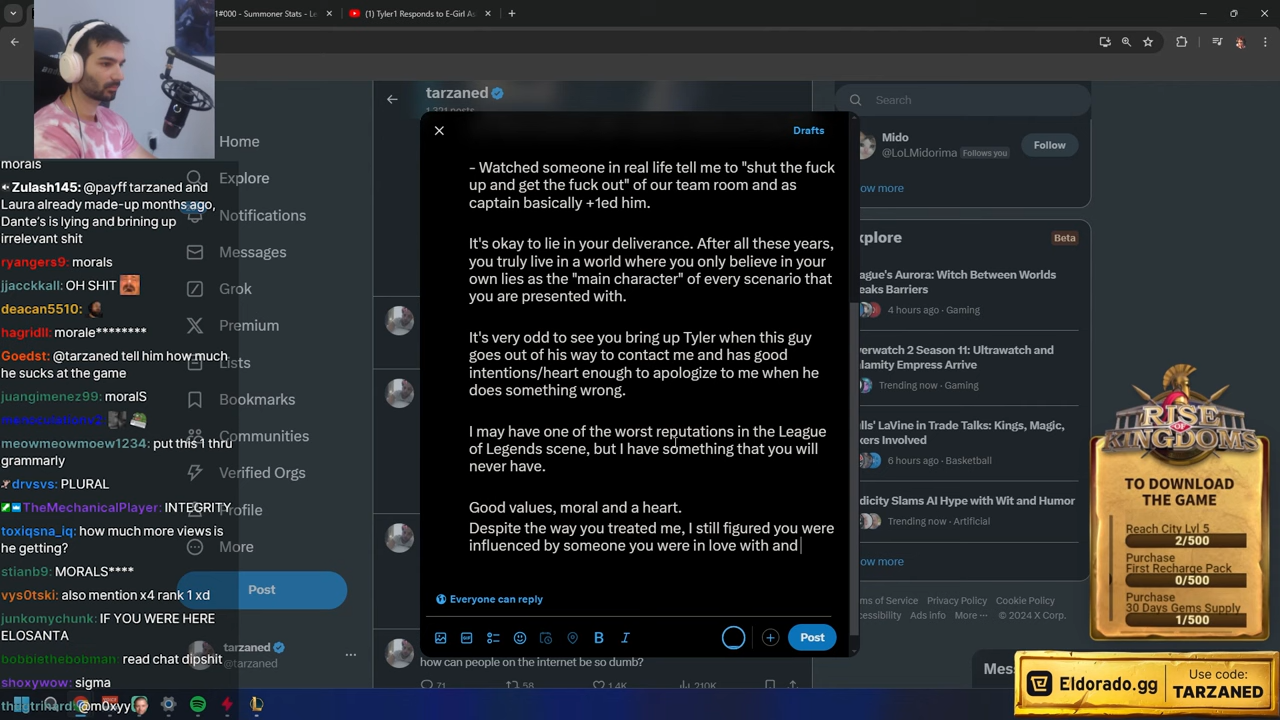 1#000 - Summoner Stats - Le
(1) Tyler1 Responds to E-Girl As
tarzaned
1,321 posts
Search
Home
Explore
Notifications
Messages
Grok
Premium
Lists
Bookmarks
Communities
Verified Orgs
Profile
More
Post
tarzaned
@tarzaned
morals
Zulash145: @payff tarzaned and
Laura already made-up months ago,
Dante's is lying and brining up
irrelevant shit
ryangers9: morals
jjacckkall: OH SHIT
deacan5510:
hagridll: morale********
Goedst: @tarzaned tell him how much
he sucks at the game
juangimenez99: moralS
meowmeowmoew1234: put this 1 thru
grammarly
drvsvs: PLURAL
TheMechanicalPlayer: INTEGRITY
toxiqsna_iq: how much more views is
he getting?
stianb9: MORALS****
vys0tski: also mention x4 rank 1 xd
junkomychunk: IF YOU WERE HERE
ELOSANTA
bobbiethebobman: read chat dipshit
shoxywow: sigma
@m0xyy
Drafts
- Watched someone in real life tell me to "shut the fuck
up and get the fuck out" of our team room and as
captain basically +1ed him.
It's okay to lie in your deliverance. After all these years,
you truly live in a world where you only believe in your
own lies as the "main character" of every scenario that
you are presented with.
It's very odd to see you bring up Tyler when this guy
goes out of his way to contact me and has good
intentions/heart enough to apologize to me when he
does something wrong.
I may have one of the worst reputations in the League
of Legends scene, but I have something that you will
never have.
Good values, moral and a heart.
Despite the way you treated me, I still figured you were
influenced by someone you were in love with and
Everyone can reply
B
I
Post
how can people on the internet be so dumb?
71
58
1.4K
210K
Mido
@LoLMidorima Follows you
Follow
ow more
xplore
Beta
ague's Aurora: Witch Between Worlds
eaks Barriers
4 hours ago · Gaming
verwatch 2 Season 11: Ultrawatch and
alamity Empress Arrive
Trending now · Gaming
lls' LaVine in Trade Talks: Kings, Magic,
kers Involved
6 hours ago · Basketball
dicity Slams AI Hype with Wit and Humor
Trending now · Other
ow more
ms of Service Privacy Policy Cookie Policy
Ads info More ··· © 2024 X Corp.
Mes
RISE OF
KINGDOMS
TO DOWNLOAD
THE GAME
Reach City Lvl 5
2/500
Purchase
First Recharge Pack
0/500
Purchase
30 Days Gems Supply
1/500
Eldorado.gg
Use code:
TARZANED